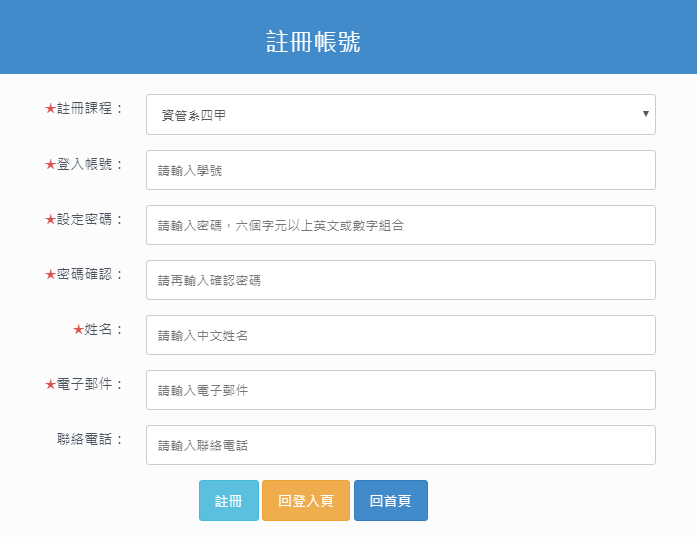 註冊帳號
★註冊課程：
資管系四甲
★登入帳號：
請輸入學號
★設定密碼：
請輸入密碼，六個字元以上英文或數字組合
★密碼確認：
請再輸入確認密碼
★姓名：
請輸入中文姓名
★電子郵件：
請輸入電子郵件
聯絡電話：
請輸入聯絡電話
註冊 回登入頁 回首頁